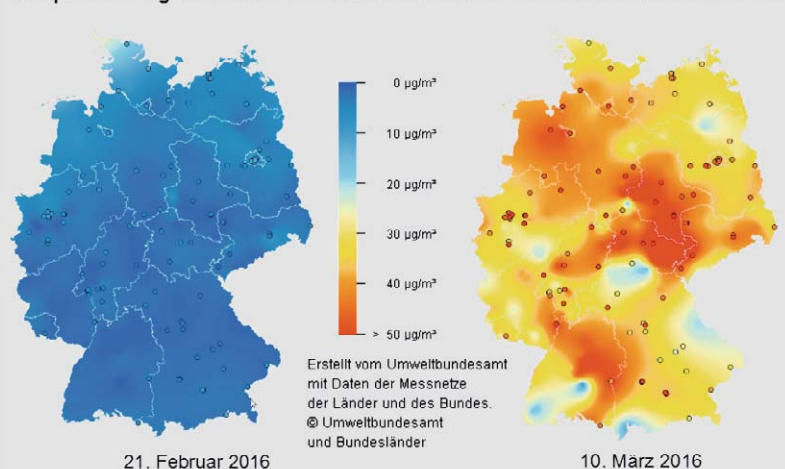 0 µg/m³
10 µg/m³
20 µg/m³
30 µg/m³
40 µg/m³
> 50 µg/m³
Erstellt vom Umweltbundesamt
mit Daten der Messnetze
der Länder und des Bundes.
© Umweltbundesamt
und Bundesländer
21. Februar 2016
10. März 2016